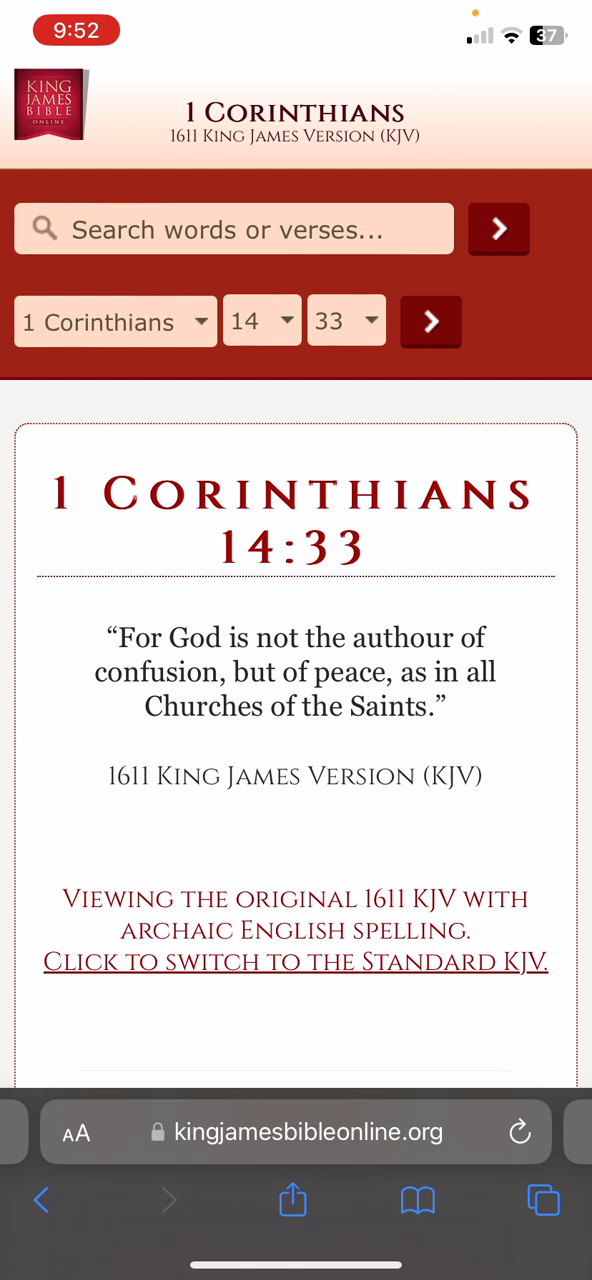 9:52
37
KING
JAMES
BIBLE
ONLINE
1 CORINTHIANS
1611 KING JAMES VERSION (KJV)
Search words or verses...
1 Corinthians 14 33
1 CORINTHIANS
14:33
“For God is not the authour of
confusion, but of peace, as in all
Churches of the Saints.”
1611 KING JAMES VERSION (KJV)
VIEWING THE ORIGINAL 1611 KJV WITH
ARCHAIC ENGLISH SPELLING.
CLICK TO SWITCH TO THE STANDARD KJV.
AA kingjamesbibleonline.org